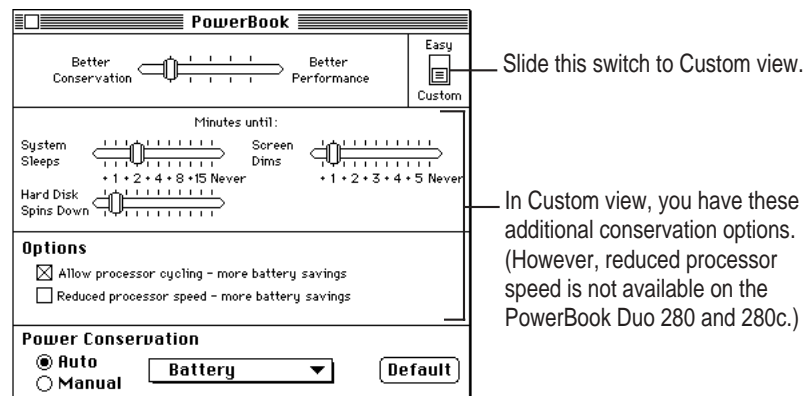 PowerBook
Better Conservation
Better Performance
Easy
Custom
Slide this switch to Custom view.
Minutes until:
System Sleeps
• 1 • 2 • 4 • 8 •15 Never
Screen Dims
• 1 • 2 • 3 • 4 • 5 Never
Hard Disk Spins Down
In Custom view, you have these
additional conservation options.
(However, reduced processor
speed is not available on the
PowerBook Duo 280 and 280c.)
Options
Allow processor cycling – more battery savings
Reduced processor speed – more battery savings
Power Conservation
Auto
Manual
Battery
Default